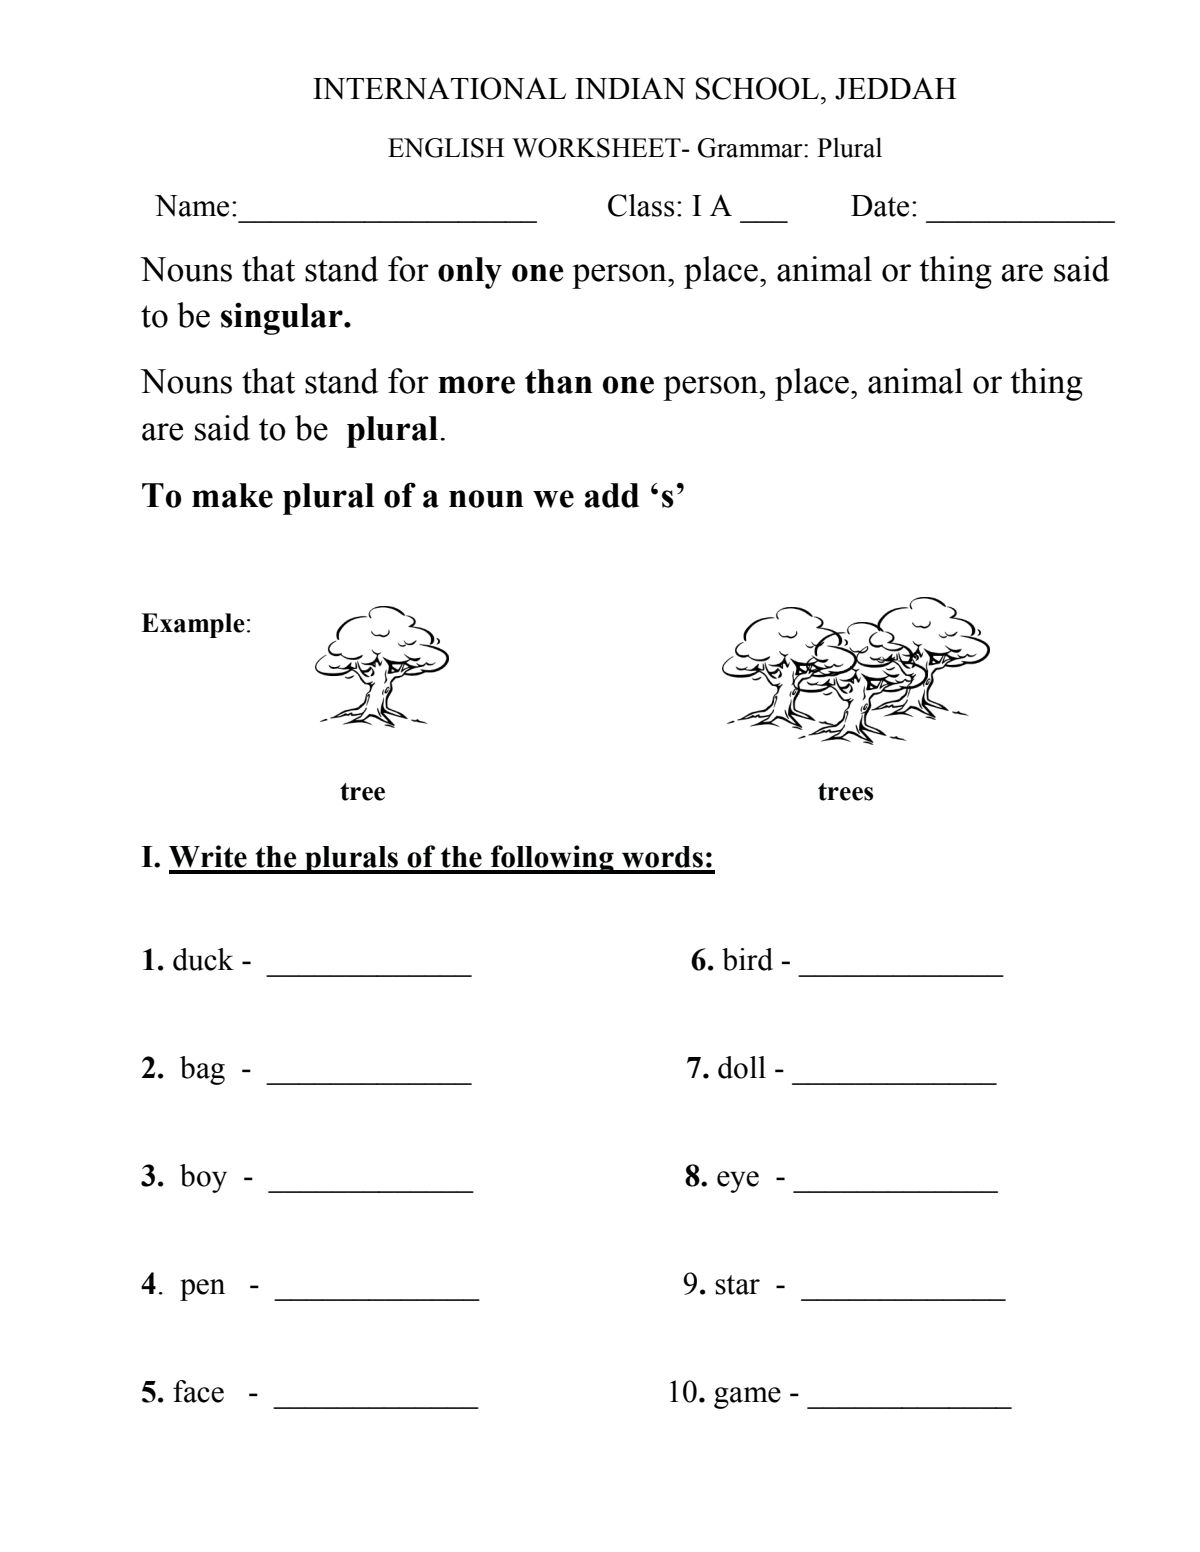 INTERNATIONAL INDIAN SCHOOL, JEDDAH
ENGLISH WORKSHEET- Grammar: Plural
Name:___________________ Class: I A ___ Date: ____________
Nouns that stand for only one person, place, animal or thing are said
to be singular.
Nouns that stand for more than one person, place, animal or thing
are said to be plural.
To make plural of a noun we add ‘s’
Example:
tree trees
I. Write the plurals of the following words:
1. duck - _____________ 6. bird - _____________
2. bag - _____________ 7. doll - _____________
3. boy - _____________ 8. eye - _____________
4. pen - _____________ 9. star - _____________
5. face - _____________ 10. game - _____________